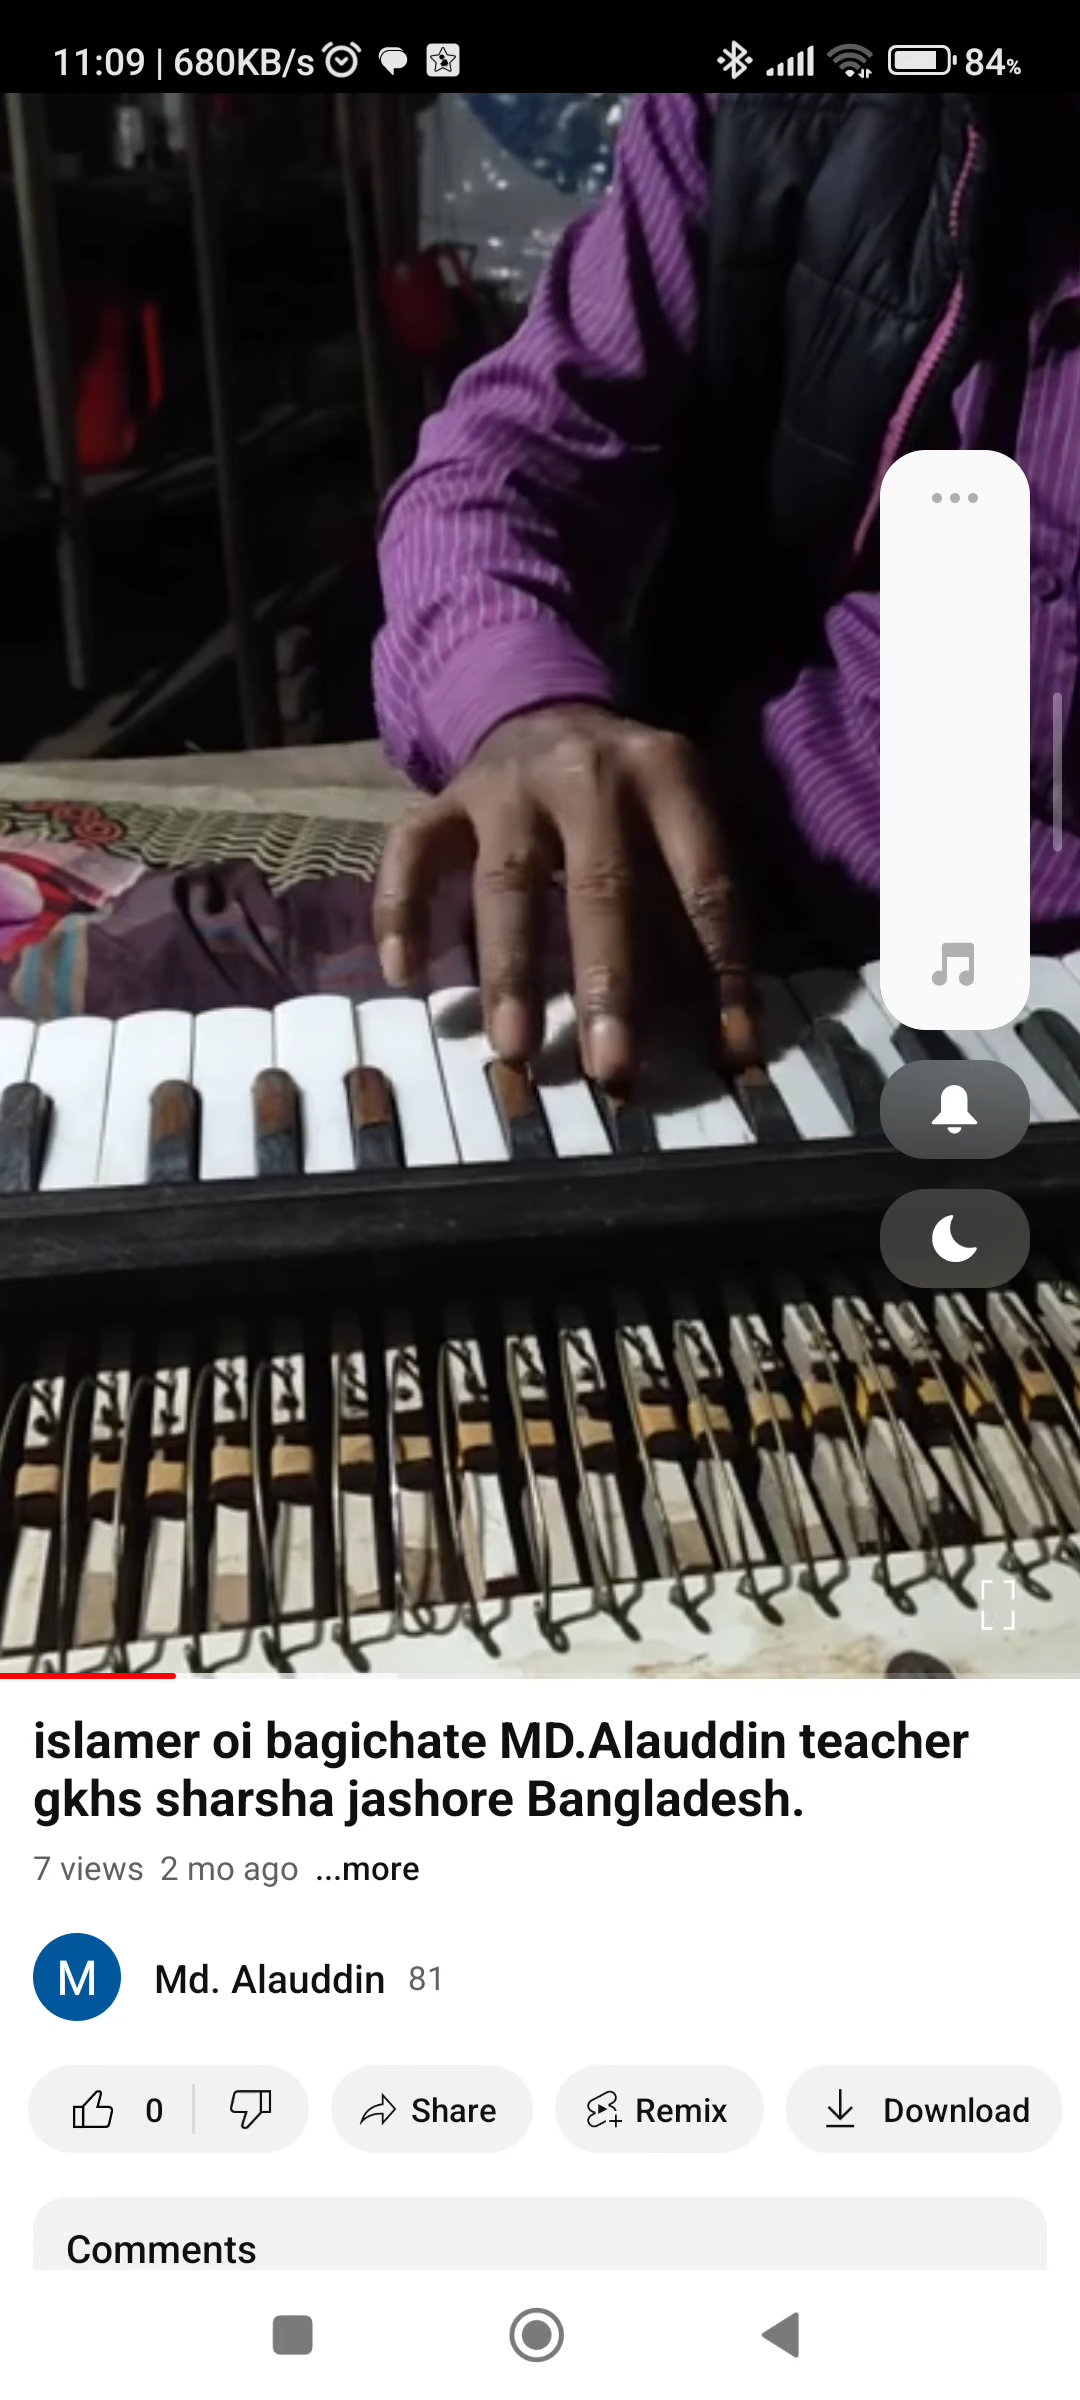 11:09 | 680KB/s 84%
islamer oi bagichate MD.Alauddin teacher
gkhs sharsha jashore Bangladesh.
7 views 2 mo ago ...more
M Md. Alauddin 81
0 Share Remix Download
Comments